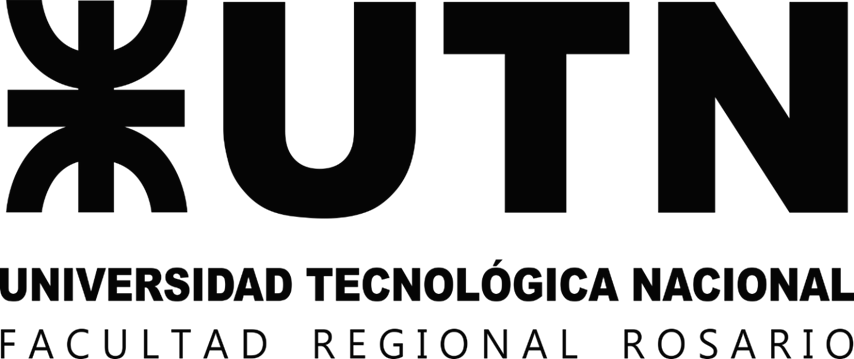 UTN
UNIVERSIDAD TECNOLÓGICA NACIONAL
FACULTAD REGIONAL ROSARIO